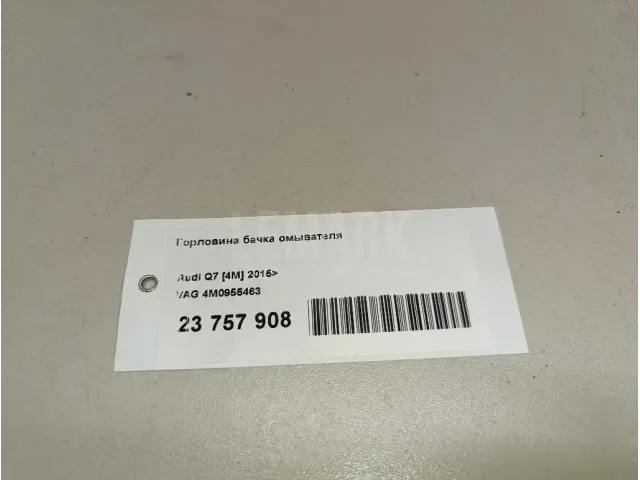 Горловина бачка омывателя
Audi Q7 [4M] 2015>
VAG 4M0955463
23 757 908